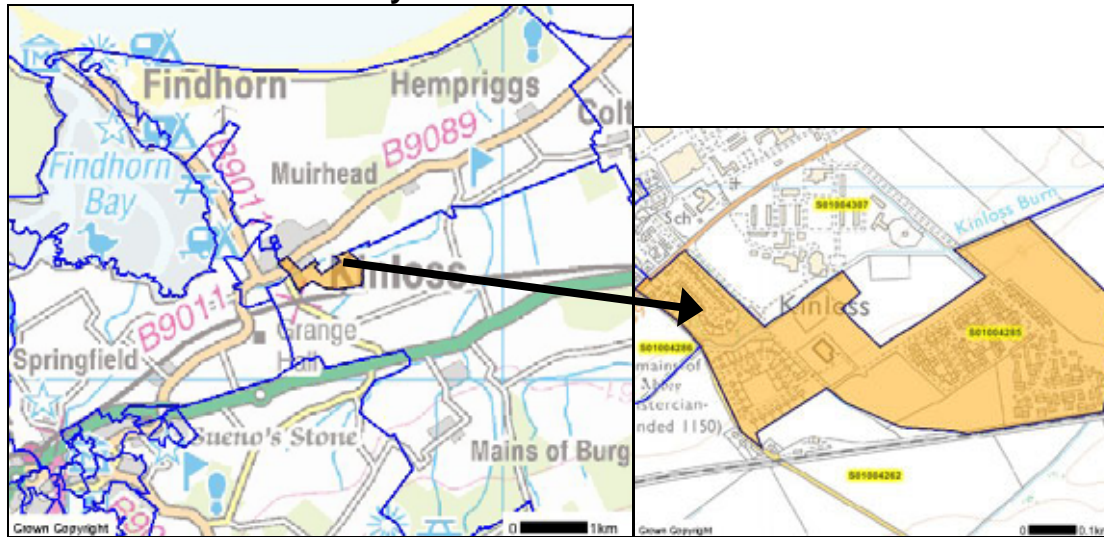 Findhorn
Hempriggs
Colt
B9089
B9011
Findhorn
Bay
Muirhead
Kinloss
B9011
Grange
Hall
Springfield
Sueno's Stone
Mains of Burg
Crown Copyright
0 1km
Sch
S01004307
Kinloss Burn
Kinloss
S01004285
S01004286
mains of
Abbey
stercian-
nded 1150)
S01004262
Crown Copyright
0 0.1k